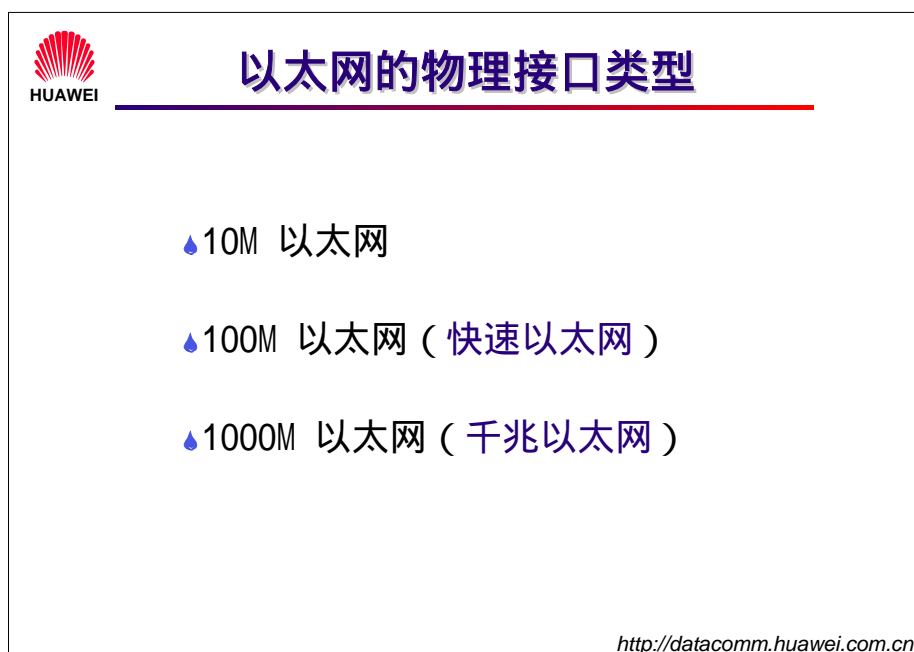 HUAWEI
以太网的物理接口类型
10M 以太网
100M 以太网（快速以太网）
1000M 以太网（千兆以太网）
http://datacomm.huawei.com.cn